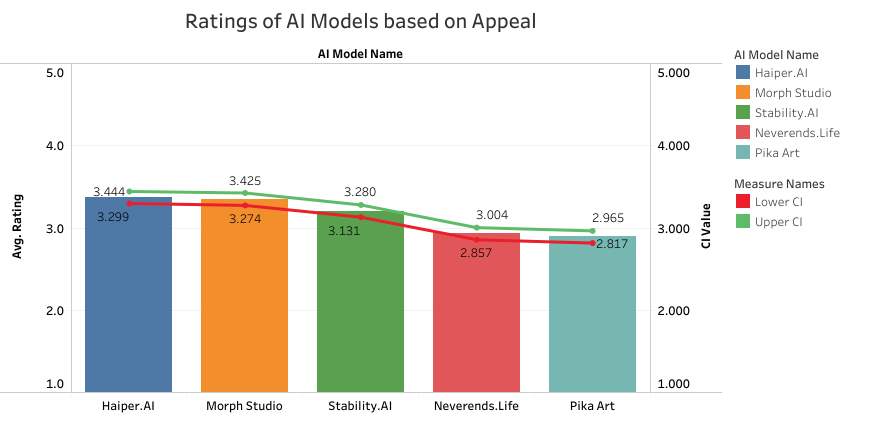 Ratings of AI Models based on Appeal
AI Model Name
5.0
4.0
3.0
2.0
1.0
Avg. Rating
3.444
3.425
3.280
3.004
2.965
3.299
3.274
3.131
2.857
2.817
5.000
4.000
3.000
2.000
1.000
CI Value
Haiper.AI
Morph Studio
Stability.AI
Neverends.Life
Pika Art
AI Model Name
Haiper.AI
Morph Studio
Stability.AI
Neverends.Life
Pika Art
Measure Names
Lower CI
Upper CI